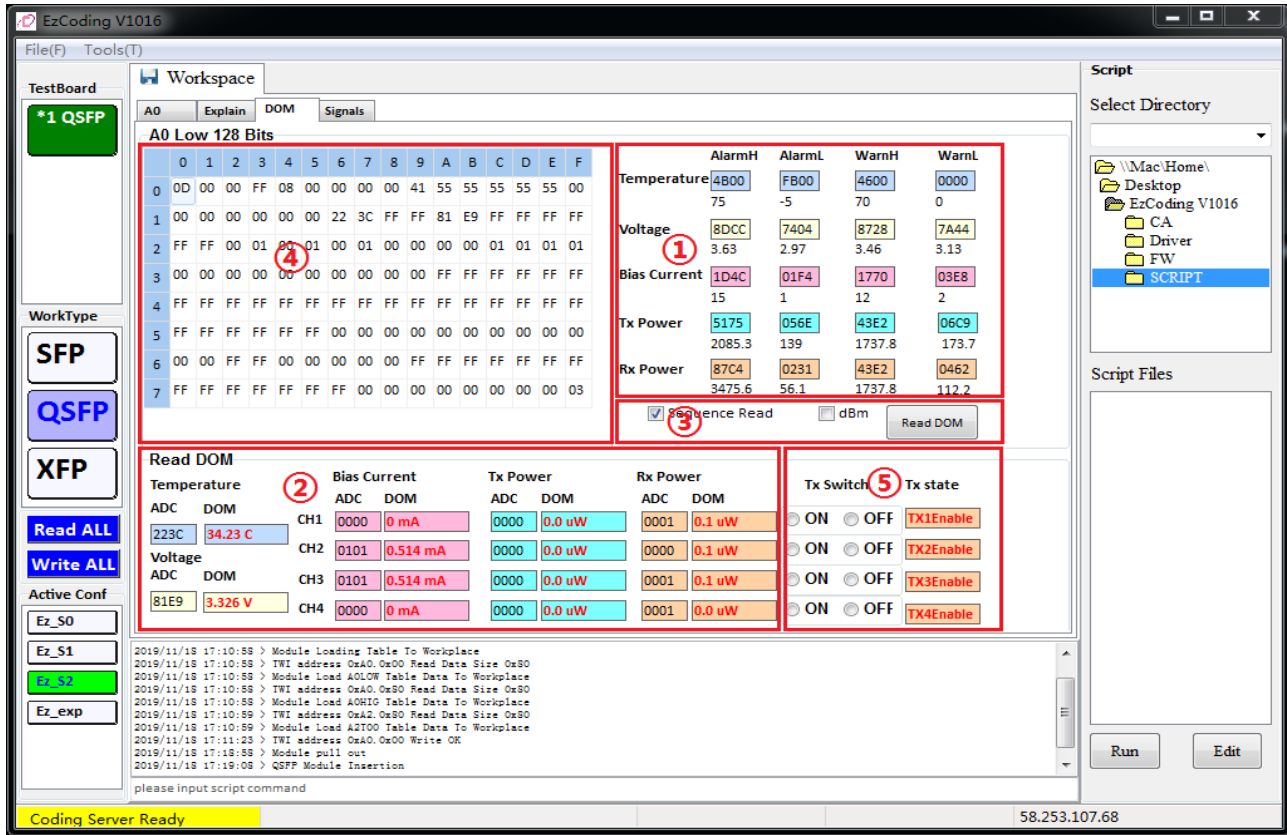 EzCoding V1016
File(F) Tools(T)
TestBoard
*1 QSFP
WorkType
SFP
QSFP
XFP
Read ALL
Write ALL
Active Conf
Ez_S0
Ez_S1
Ez_S2
Ez_exp
Workspace
A0 Explain DOM Signals
A0 Low 128 Bits
0 1 2 3 4 5 6 7 8 9 A B C D E F
0 0D 00 00 FF 08 00 00 00 00 41 55 55 55 55 55 00
1 00 00 00 00 00 00 22 3C FF FF 81 E9 FF FF FF FF
2 FF FF 00 01 00 01 00 01 00 00 00 00 01 01 01 01
3 00 00 00 00 00 00 00 00 00 00 FF FF FF FF FF FF
4 FF FF FF FF FF FF FF FF FF FF FF FF FF FF FF FF
5 FF FF FF FF FF FF 00 00 00 00 00 00 00 00 00 00
6 00 00 FF FF 00 00 00 00 00 FF FF FF FF FF FF FF
7 FF FF FF FF FF FF FF 00 00 00 00 00 00 00 00 03
④
AlarmH AlarmL WarnH WarnL
Temperature 4B00 FB00 4600 0000
75 -5 70 0
Voltage 8DCC 7404 8728 7A44
① 3.63 2.97 3.46 3.13
Bias Current 1D4C 01F4 1770 03E8
15 1 12 2
Tx Power 5175 056E 43E2 06C9
2085.3 139 1737.8 173.7
Rx Power 87C4 0231 43E2 0462
3475.6 56.1 1737.8 112.2
Sequence Read dBm Read DOM
③
Read DOM
Temperature
ADC DOM
223C 34.23 C
Voltage
ADC DOM
81E9 3.326 V
②
Bias Current Tx Power Rx Power
ADC DOM ADC DOM ADC DOM
CH1 0000 0 mA 0000 0.0 uW 0001 0.1 uW
CH2 0101 0.514 mA 0000 0.0 uW 0000 0.1 uW
CH3 0101 0.514 mA 0000 0.0 uW 0001 0.1 uW
CH4 0000 0 mA 0000 0.0 uW 0001 0.0 uW
Tx Switch ⑤ Tx state
ON OFF TX1Enable
ON OFF TX2Enable
ON OFF TX3Enable
ON OFF TX4Enable
2019/11/18 17:10:58 > Module Loading Table To Workplace
2019/11/18 17:10:58 > TWI address 0xA0.0x00 Read Data Size 0x80
2019/11/18 17:10:58 > Module Load A0LOW Table Data To Workplace
2019/11/18 17:10:58 > TWI address 0xA0.0x80 Read Data Size 0x80
2019/11/18 17:10:58 > Module Load A0HIG Table Data To Workplace
2019/11/18 17:10:59 > TWI address 0xA2.0x80 Read Data Size 0x80
2019/11/18 17:10:59 > Module Load A2T00 Table Data To Workplace
2019/11/18 17:11:23 > TWI address 0xA0.0x00 Write OK
2019/11/18 17:18:58 > Module pull out
2019/11/18 17:19:08 > QSFP Module Insertion
please input script command
Script
Select Directory
\\Mac\Home\
Desktop
EzCoding V1016
CA
Driver
FW
SCRIPT
Script Files
Run Edit
Coding Server Ready
58.253.107.68